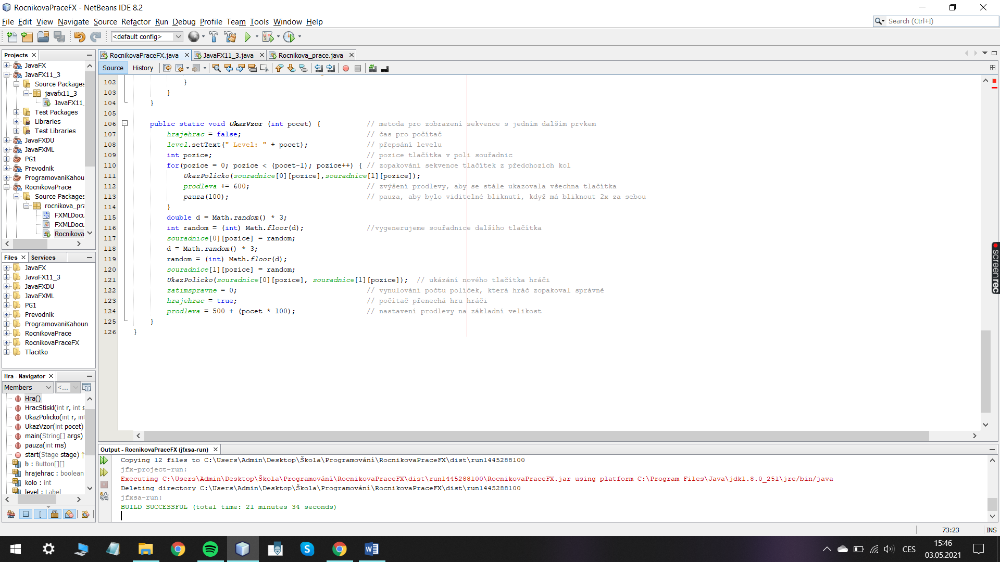 RocnikovaPraceFX - NetBeans IDE 8.2
File Edit View Navigate Source Refactor Run Debug Profile Team Tools Window Help
Search (Ctrl+I)
<default config>
Projects
JavaFX
JavaFX11_3
Source Packages
javafx11_3
JavaFX11_
Test Packages
Libraries
Test Libraries
JavaFXDU
JavaFXML
PG1
Prevodnik
ProgramovaniKahou
RocnikovaPrace
Source Packages
rocnikova_pra
FXMLDocu
FXMLDocu
Rocnikova
Files Services
JavaFX
JavaFX11_3
JavaFXDU
JavaFXML
PG1
Prevodnik
ProgramovaniKahoun
RocnikovaPrace
RocnikovaPraceFX
Tlacitko
Hra - Navigator
Members <...
Hra()
HracStiskl(int r, int s
UkazPolicko(int r, int
UkazVzor(int pocet)
main(String[] args)
pauza(int ms)
start(Stage stage) ↑
b : Button[][]
hrajehrac : boolean
kolo : int
level : Label
RocnikovaPraceFX.java JavaFX11_3.java Rocnikova_prace.java
Source History
102 }
103 }
104 }
105
106 public static void UkazVzor (int pocet) { // metoda pro zobrazení sekvence s jedním dalším prvkem
107 hrajehrac = false; // čas pro počítač
108 level.setText(" Level: " + pocet); // přepsání levelu
109 int pozice; // pozice tlačítka v poli souřadnic
110 for(pozice = 0; pozice < (pocet-1); pozice++) { // zopakování sekvence tlačítek z předchozích kol
111 UkazPolicko(souradnice[0][pozice],souradnice[1][pozice]);
112 prodleva += 600; // zvýšení prodlevy, aby se stále ukazovala všechna tlačítka
113 pauza(100); // pauza, aby bylo viditelné bliknutí, když má bliknout 2x za sebou
114 }
115 double d = Math.random() * 3;
116 int random = (int) Math.floor(d); //vygenerujeme souřadnice dalšího tlačítka
117 souradnice[0][pozice] = random;
118 d = Math.random() * 3;
119 random = (int) Math.floor(d);
120 souradnice[1][pozice] = random;
121 UkazPolicko(souradnice[0][pozice], souradnice[1][pozice]); // ukázání nového tlačítka hráči
122 zatimspravne = 0; // vynulování počtu políček, která hráč zopakoval správně
123 hrajehrac = true; // počítač přenechá hru hráči
124 prodleva = 500 + (pocet * 100); // nastavení prodlevy na základní velikost
125 }
126 }
Output - RocnikovaPraceFX (jfxsa-run)
Copying 12 files to C:\Users\Admin\Desktop\Škola\Programování\RocnikovaPraceFX\dist\run1445288100
jfx-project-run:
Executing C:\Users\Admin\Desktop\Škola\Programování\RocnikovaPraceFX\dist\run1445288100\RocnikovaPraceFX.jar using platform C:\Program Files\Java\jdk1.8.0_251\jre/bin/java
Deleting directory C:\Users\Admin\Desktop\Škola\Programování\RocnikovaPraceFX\dist\run1445288100
jfxsa-run:
BUILD SUCCESSFUL (total time: 21 minutes 34 seconds)
screenrec
73:23 INS
CES
15:46
03.05.2021